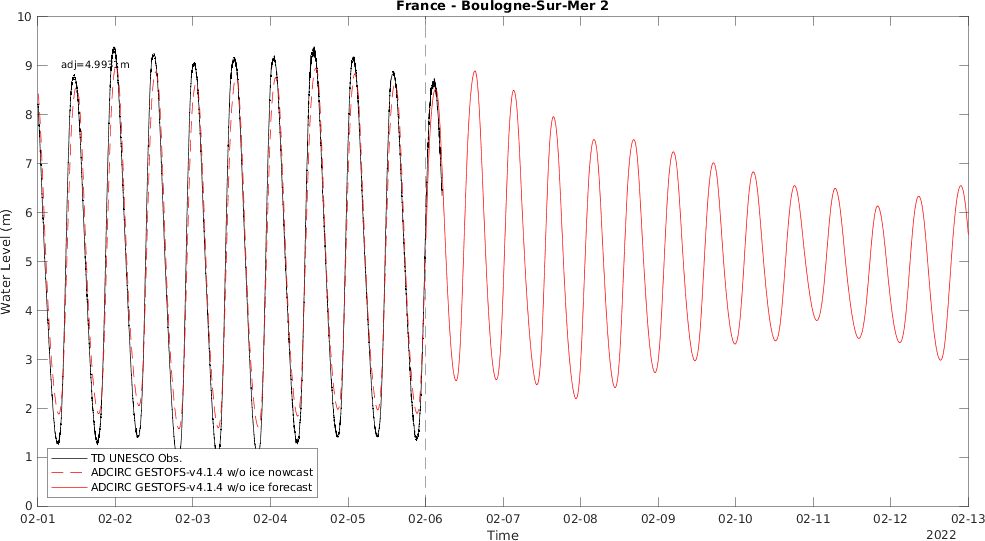 France - Boulogne-Sur-Mer 2
10
9
8
7
6
5
4
3
2
1
0
Water Level (m)
adj=4.9931m
TD UNESCO Obs.
ADCIRC GESTOFS-v4.1.4 w/o ice nowcast
ADCIRC GESTOFS-v4.1.4 w/o ice forecast
02-01 02-02 02-03 02-04 02-05 02-06 02-07 02-08 02-09 02-10 02-11 02-12 02-13
Time
2022